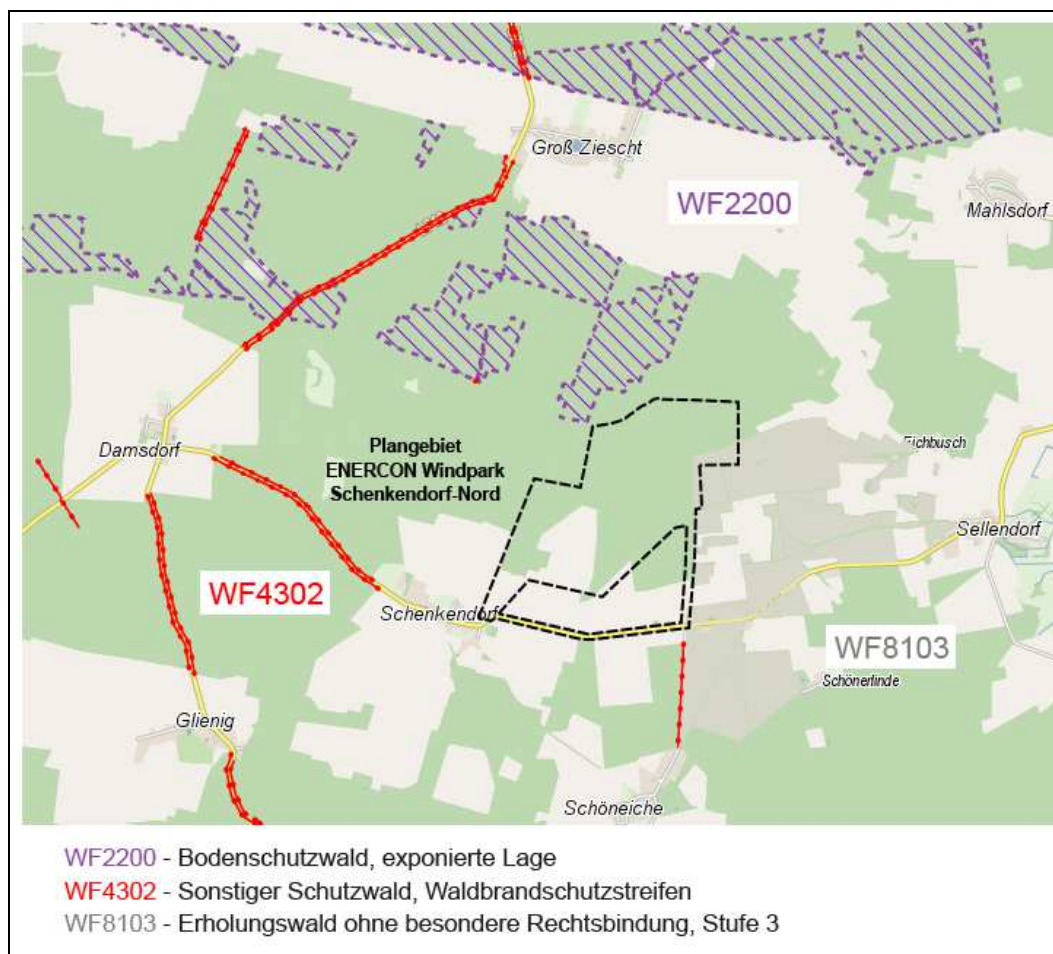 Groß Ziescht
WF2200
Mahlsdorf
Damsdorf
Plangebiet
ENERCON Windpark
Schenkendorf-Nord
Eichbusch
Sellendorf
WF4302
Schenkendorf
WF8103
Schönerlinde
Glienig
Schöneiche
WF2200 - Bodenschutzwald, exponierte Lage
WF4302 - Sonstiger Schutzwald, Waldbrandschutzstreifen
WF8103 - Erholungswald ohne besondere Rechtsbindung, Stufe 3